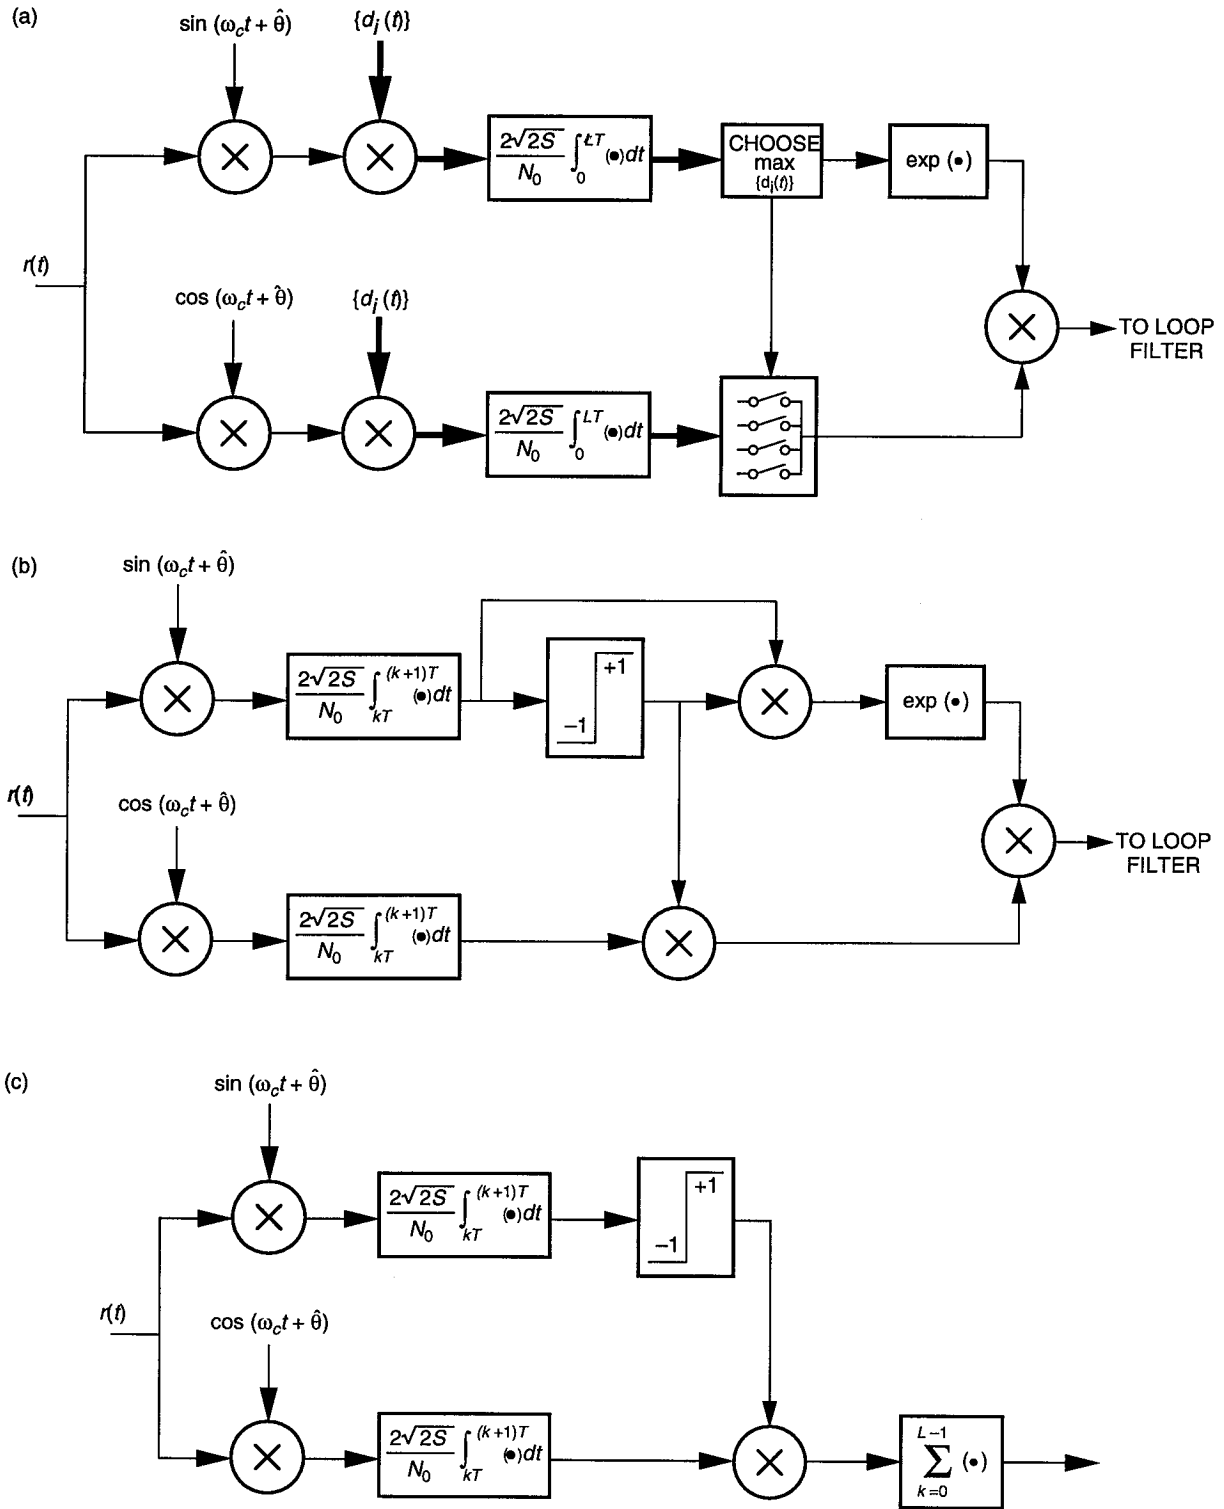 (a)
sin (ω_c t + θ̂)
{d_i (t)}
2√2S / N_0 ∫_0^{LT} (•) dt
CHOOSE
max
{d_i(t)}
exp (•)
r(t)
cos (ω_c t + θ̂)
{d_i (t)}
2√2S / N_0 ∫_0^{LT} (•) dt
TO LOOP
FILTER
(b)
sin (ω_c t + θ̂)
2√2S / N_0 ∫_{kT}^{(k+1)T} (•) dt
+1
–1
exp (•)
r(t)
cos (ω_c t + θ̂)
2√2S / N_0 ∫_{kT}^{(k+1)T} (•) dt
TO LOOP
FILTER
(c)
sin (ω_c t + θ̂)
2√2S / N_0 ∫_{kT}^{(k+1)T} (•) dt
+1
–1
r(t)
cos (ω_c t + θ̂)
2√2S / N_0 ∫_{kT}^{(k+1)T} (•) dt
L–1
∑ (•)
k=0